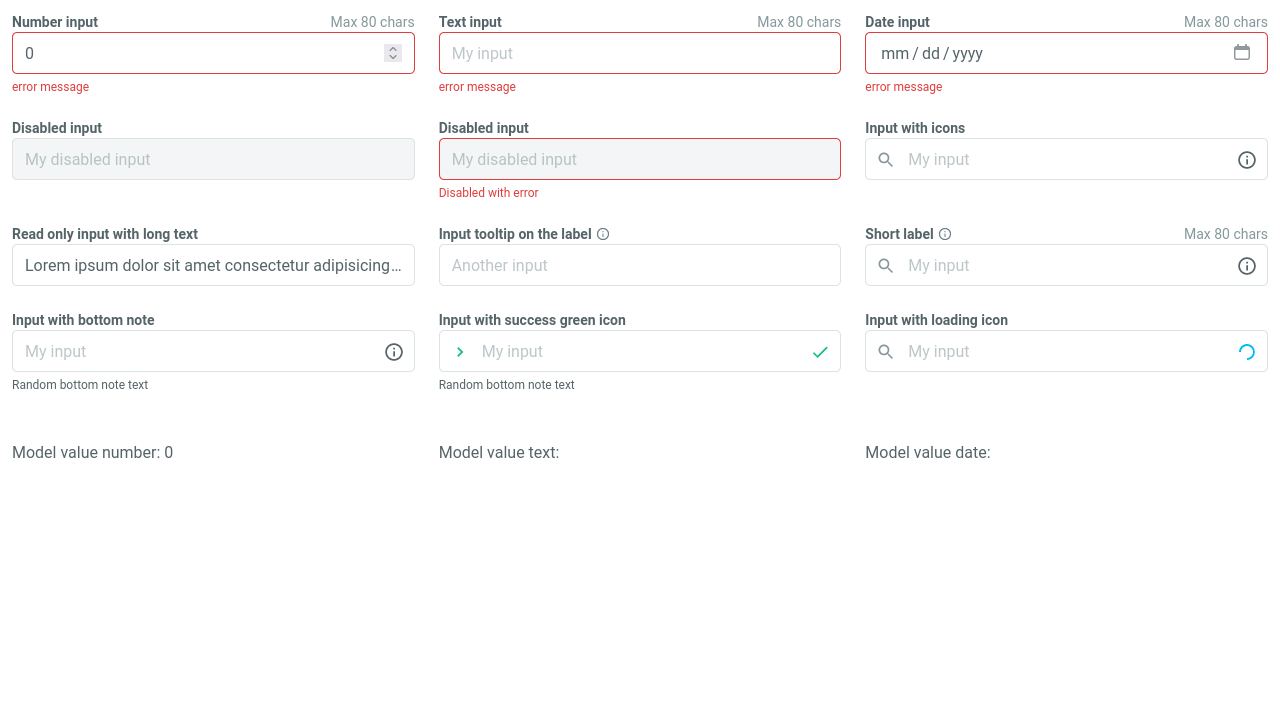 Number input Max 80 chars
0
error message
Text input Max 80 chars
My input
error message
Date input Max 80 chars
mm / dd / yyyy
error message
Disabled input
My disabled input
Disabled input
My disabled input
Disabled with error
Input with icons
My input
Read only input with long text
Lorem ipsum dolor sit amet consectetur adipisicing...
Input tooltip on the label
Another input
Short label Max 80 chars
My input
Input with bottom note
My input
Random bottom note text
Input with success green icon
My input
Random bottom note text
Input with loading icon
My input
Model value number: 0
Model value text:
Model value date: